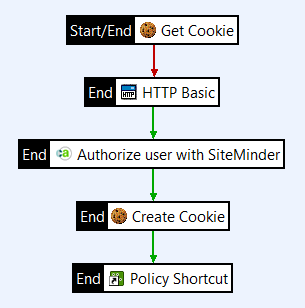 Start/End Get Cookie
End HTTP Basic
End Authorize user with SiteMinder
End Create Cookie
End Policy Shortcut